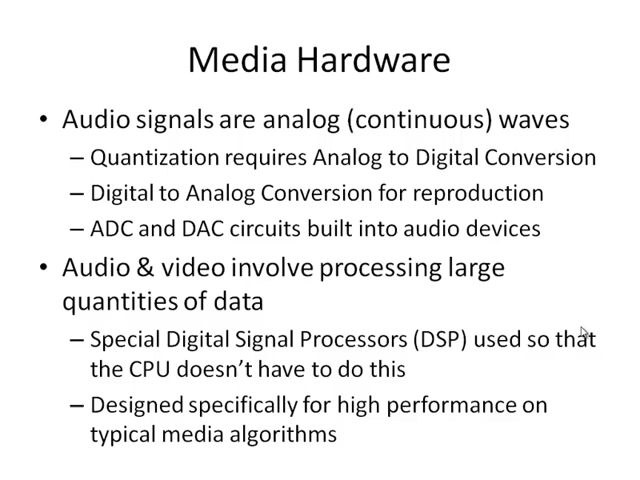 Media Hardware
• Audio signals are analog (continuous) waves
– Quantization requires Analog to Digital Conversion
– Digital to Analog Conversion for reproduction
– ADC and DAC circuits built into audio devices
• Audio & video involve processing large
quantities of data
– Special Digital Signal Processors (DSP) used so that
the CPU doesn't have to do this
– Designed specifically for high performance on
typical media algorithms